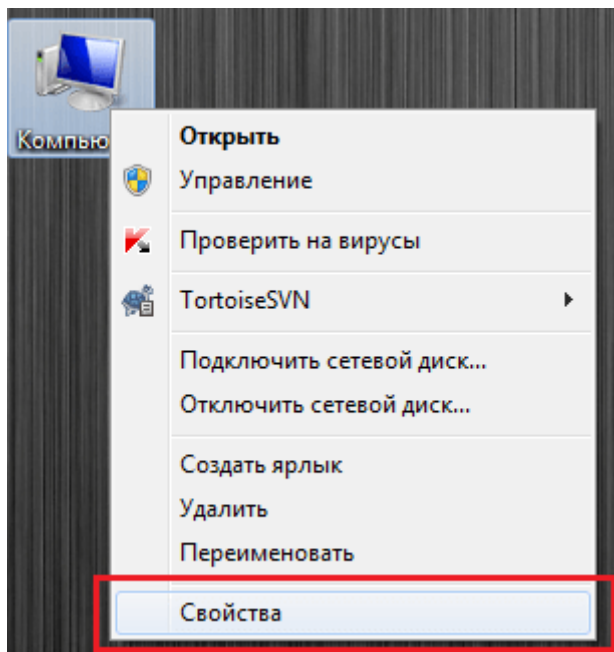 Компью
Открыть
Управление
Проверить на вирусы
TortoiseSVN
Подключить сетевой диск...
Отключить сетевой диск...
Создать ярлык
Удалить
Переименовать
Свойства